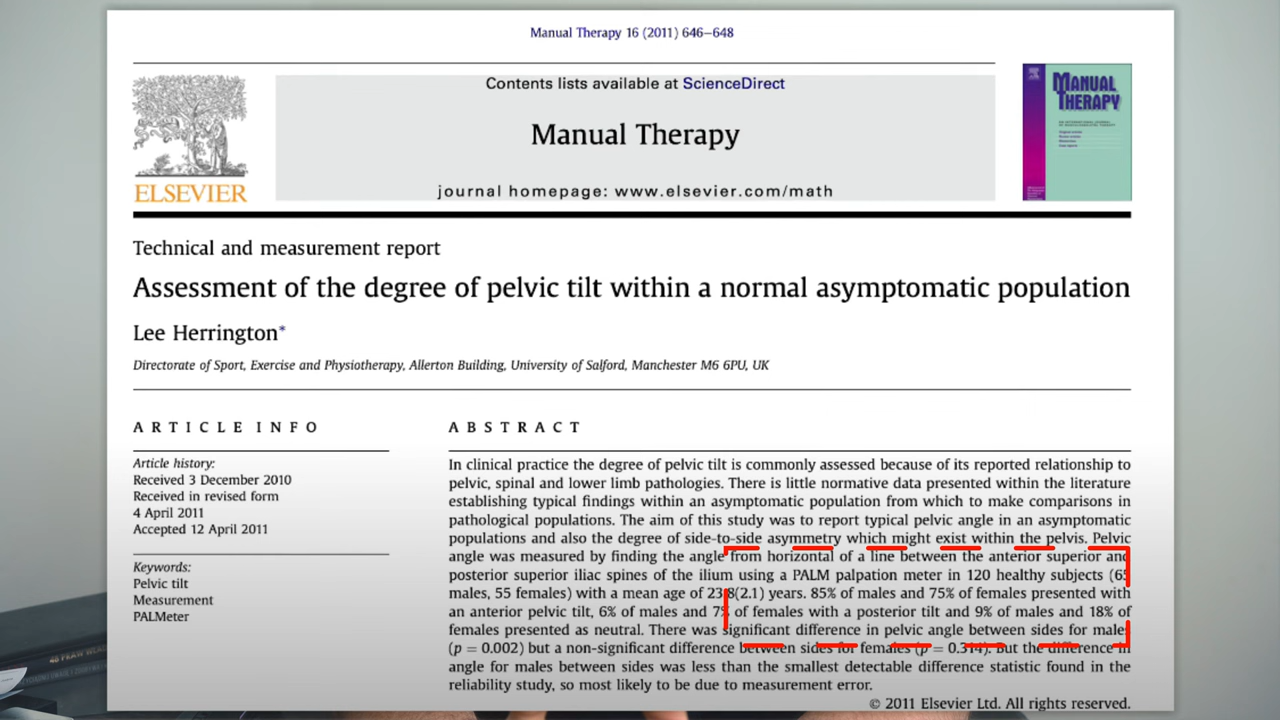 Manual Therapy 16 (2011) 646–648
Contents lists available at ScienceDirect
Manual Therapy
journal homepage: www.elsevier.com/math
ELSEVIER
MANUAL
THERAPY
Technical and measurement report
Assessment of the degree of pelvic tilt within a normal asymptomatic population
Lee Herrington*
Directorate of Sport, Exercise and Physiotherapy, Allerton Building, University of Salford, Manchester M6 6PU, UK
ARTICLE INFO
Article history:
Received 3 December 2010
Received in revised form
4 April 2011
Accepted 12 April 2011
Keywords:
Pelvic tilt
Measurement
PALMeter
ABSTRACT
In clinical practice the degree of pelvic tilt is commonly assessed because of its reported relationship to
pelvic, spinal and lower limb pathologies. There is little normative data presented within the literature
establishing typical findings within an asymptomatic population from which to make comparisons in
pathological populations. The aim of this study was to report typical pelvic angle in an asymptomatic
populations and also the degree of side-to-side asymmetry which might exist within the pelvis. Pelvic
angle was measured by finding the angle from horizontal of a line between the anterior superior and
posterior superior iliac spines of the ilium using a PALM palpation meter in 120 healthy subjects (65
males, 55 females) with a mean age of 23.8(2.1) years. 85% of males and 75% of females presented with
an anterior pelvic tilt, 6% of males and 7% of females with a posterior tilt and 9% of males and 18% of
females presented as neutral. There was significant difference in pelvic angle between sides for males
(p = 0.002) but a non-significant difference between sides for females (p = 0.314). But the difference in
angle for males between sides was less than the smallest detectable difference statistic found in the
reliability study, so most likely to be due to measurement error.
© 2011 Elsevier Ltd. All rights reserved.